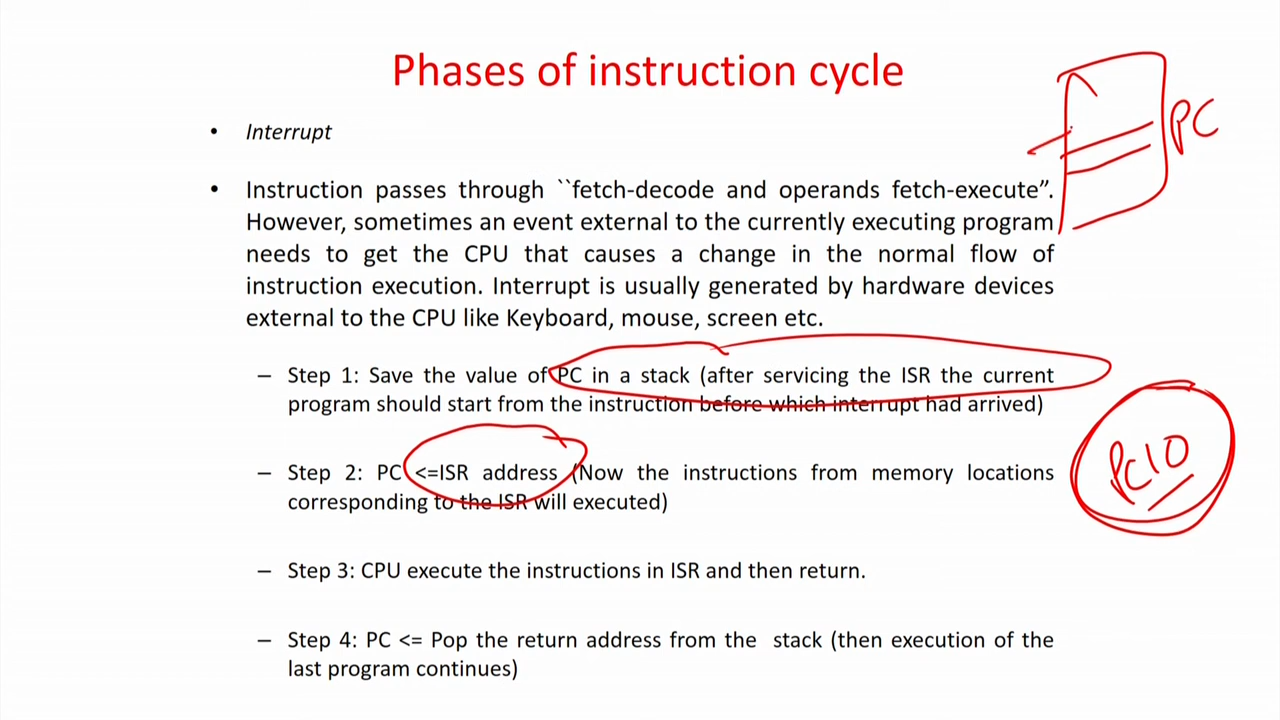 Phases of instruction cycle
• Interrupt
PC
• Instruction passes through ``fetch-decode and operands fetch-execute”.
However, sometimes an event external to the currently executing program
needs to get the CPU that causes a change in the normal flow of
instruction execution. Interrupt is usually generated by hardware devices
external to the CPU like Keyboard, mouse, screen etc.
– Step 1: Save the value of PC in a stack (after servicing the ISR the current
program should start from the instruction before which interrupt had arrived)
– Step 2: PC <=ISR address (Now the instructions from memory locations
corresponding to the ISR will executed)
PC10
– Step 3: CPU execute the instructions in ISR and then return.
– Step 4: PC <= Pop the return address from the stack (then execution of the
last program continues)